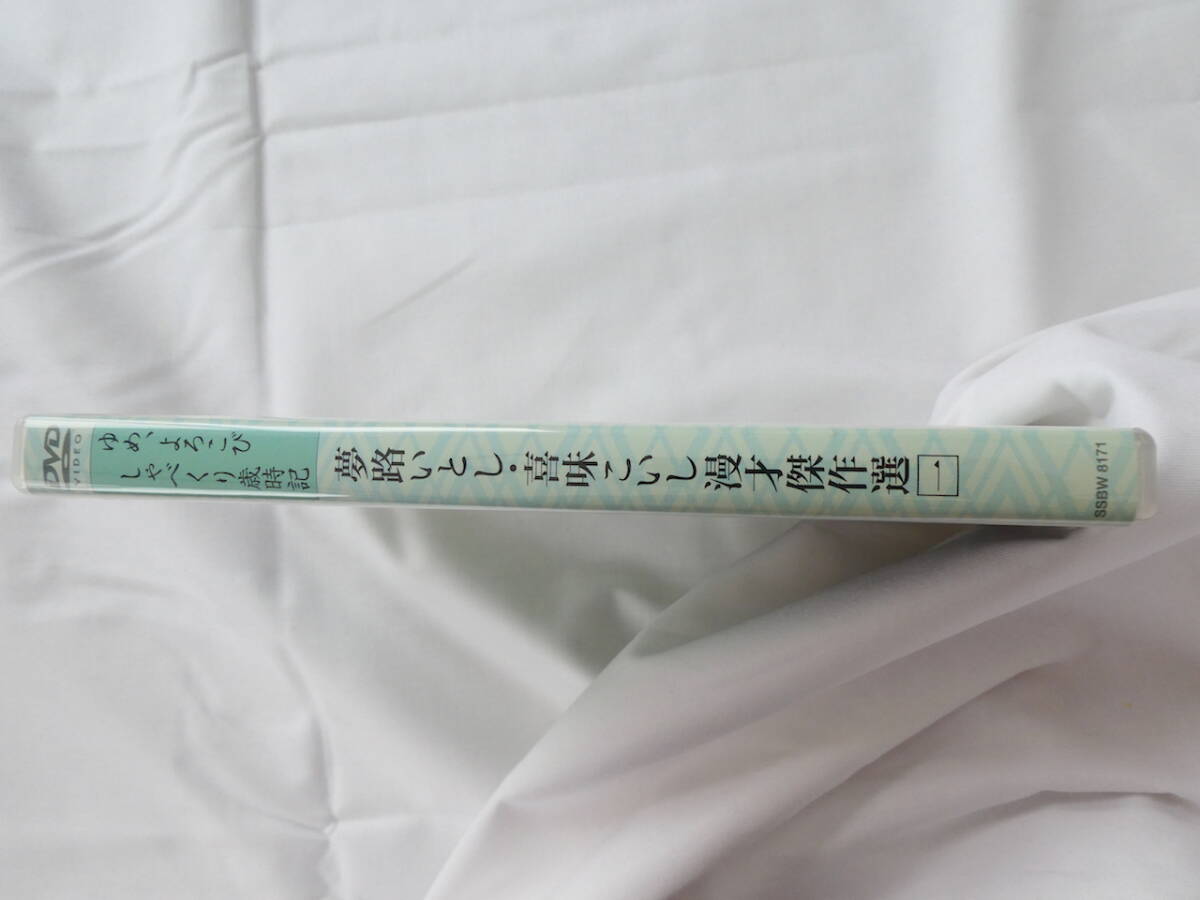 DVD
VIDEO
ゆめ、よろこび
しゃべくり歳時記
夢路いとし・喜味こいし漫才傑作選 一
SSBW 8171